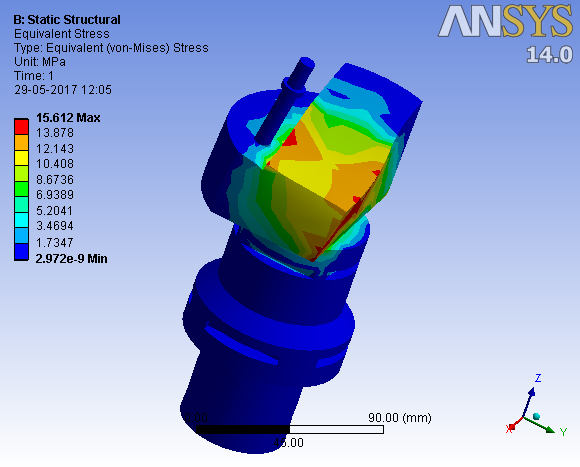 B: Static Structural
Equivalent Stress
Type: Equivalent (von-Mises) Stress
Unit: MPa
Time: 1
29-05-2017 12:05
ANSYS
14.0
15.612 Max
13.878
12.143
10.408
8.6736
6.9389
5.2041
3.4694
1.7347
2.972e-9 Min
0
90.00 (mm)
45.00
Z
X
Y